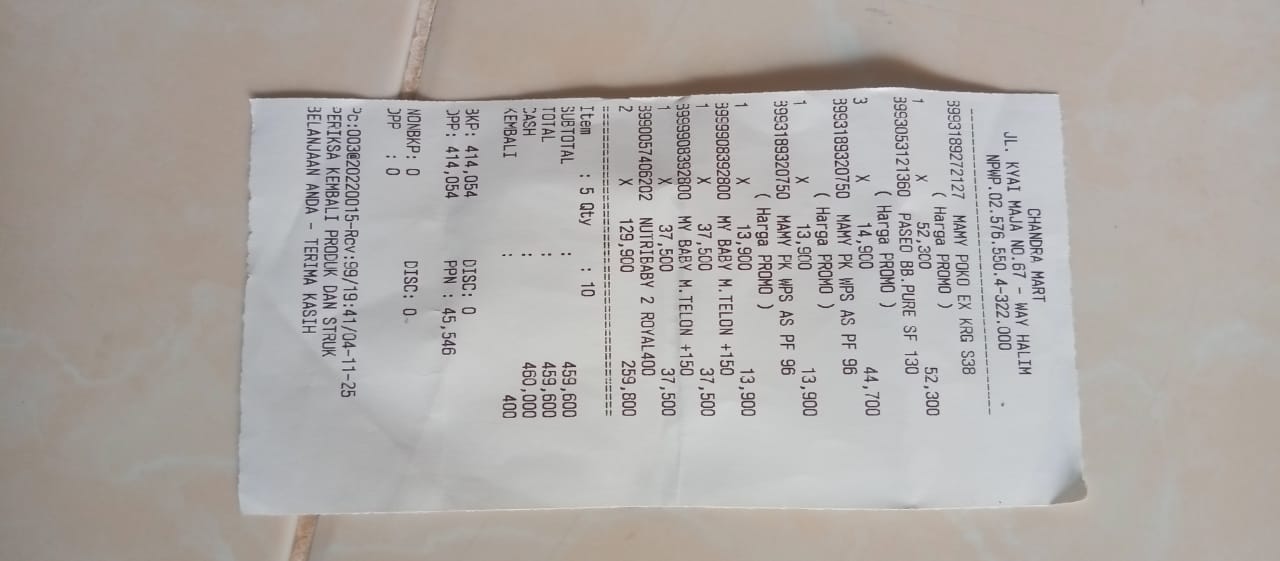 CHANDRA MART
JL. KYAI MAJA NO.67 - WAY HALIM
NPWP.02.576.550.4-322.000
--------------------------------
8993189272127 MAMY POKO EX KRG S38
1 X 52,300 52,300
( Harga PROMO )
8993053121360 PASEO BB.PURE SF 130
3 X 14,900 44,700
( Harga PROMO )
8993189320750 MAMY PK WPS AS PF 96
1 X 13,900 13,900
( Harga PROMO )
8993189320750 MAMY PK WPS AS PF 96
1 X 13,900 13,900
( Harga PROMO )
8999908392800 MY BABY M.TELON +150
1 X 37,500 37,500
8999908392800 MY BABY M.TELON +150
1 X 37,500 37,500
8990057406202 NUTRIBABY 2 ROYAL400
2 X 129,900 259,800
================================
Item : 5 Qty : 10
SUBTOTAL : 459,600
TOTAL : 459,600
CASH : 460,000
KEMBALI : 400
BKP: 414,054 DISC: 0
DPP: 414,054 PPN : 45,546
NONBKP: 0 DISC: 0
DPP : 0
Pc:003@20220015-Rcy:S9/19:41/04-11-25
PERIKSA KEMBALI PRODUK DAN STRUK
BELANJAAN ANDA - TERIMA KASIH